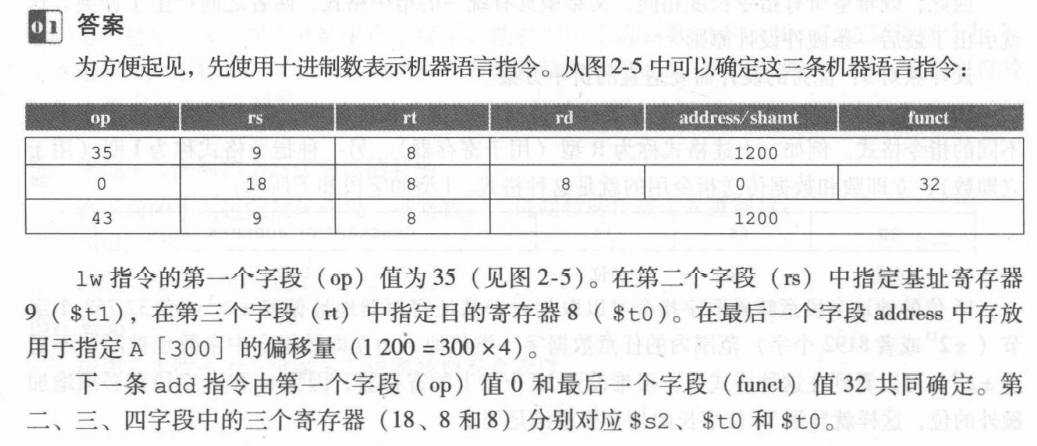 01 答案
为方便起见，先使用十进制数表示机器语言指令。从图2-5中可以确定这三条机器语言指令：
op rs rt rd address/shamt funct
35 9 8 1200
0 18 8 8 0 32
43 9 8 1200
lw 指令的第一个字段（op）值为 35（见图 2-5）。在第二个字段（rs）中指定基址寄存器
9（$t1），在第三个字段（rt）中指定目的寄存器 8（$t0）。在最后一个字段 address 中存放
用于指定 A[300] 的偏移量（1 200 = 300 × 4）。
下一条 add 指令由第一个字段（op）值 0 和最后一个字段（funct）值 32 共同确定。第
二、三、四字段中的三个寄存器（18、8 和 8）分别对应 $s2、$t0 和 $t0。